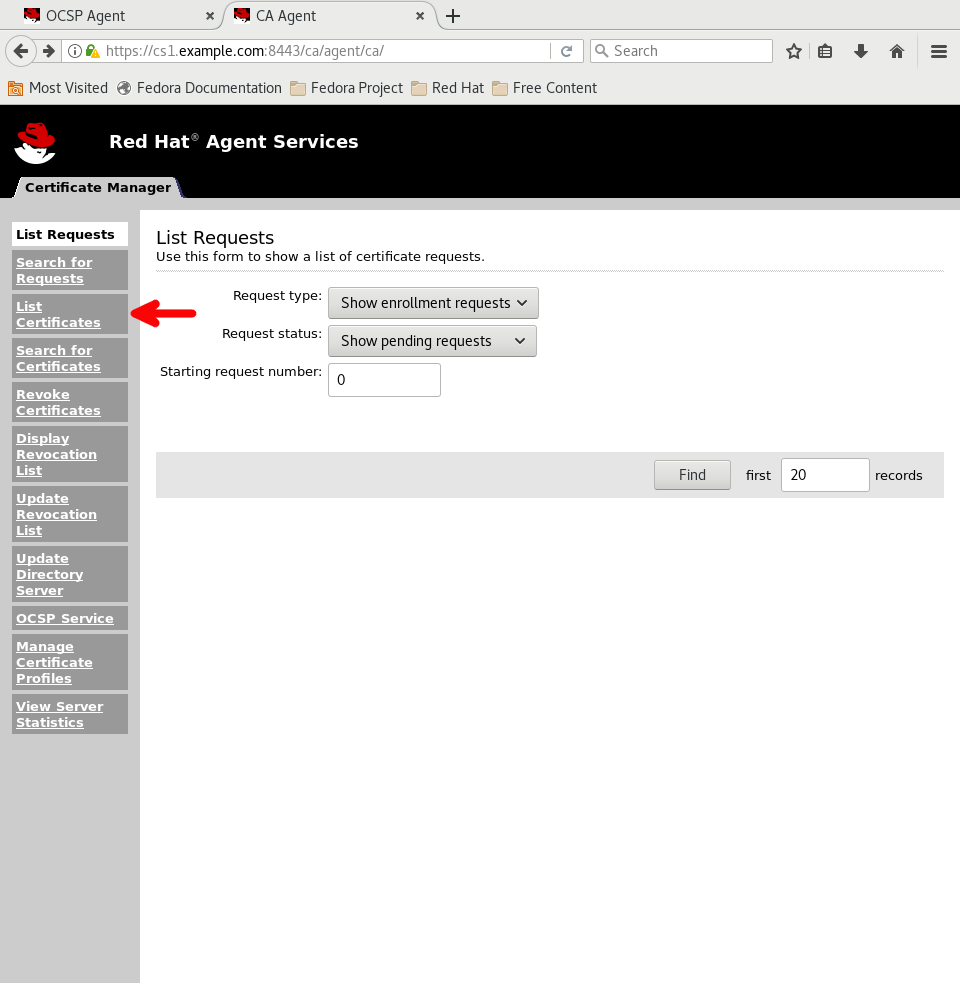 OCSP Agent
CA Agent
https://cs1.example.com:8443/ca/agent/ca/
Search
Most Visited
Fedora Documentation
Fedora Project
Red Hat
Free Content
Red Hat® Agent Services
Certificate Manager
List Requests
Search for
Requests
List
Certificates
Search for
Certificates
Revoke
Certificates
Display
Revocation
List
Update
Revocation
List
Update
Directory
Server
OCSP Service
Manage
Certificate
Profiles
View Server
Statistics
List Requests
Use this form to show a list of certificate requests.
Request type: Show enrollment requests
Request status: Show pending requests
Starting request number: 0
Find first 20 records